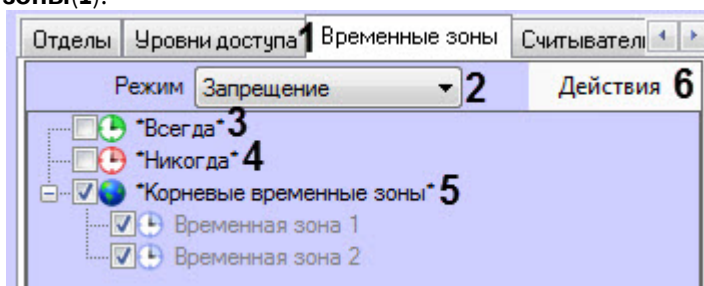 зоны(1).
Отделы Уровни доступа 1 Временные зоны Считывател
Режим Запрещение 2 Действия 6
*Всегда* 3
*Никогда* 4
*Корневые временные зоны* 5
Временная зона 1
Временная зона 2